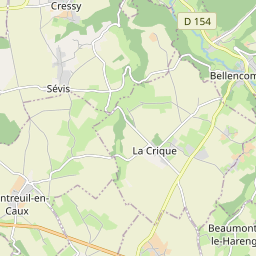 Cressy
D 154
Sévis
Bellencom
La Crique
ntreuil-en-
Caux
Beaumont
le-Hareng